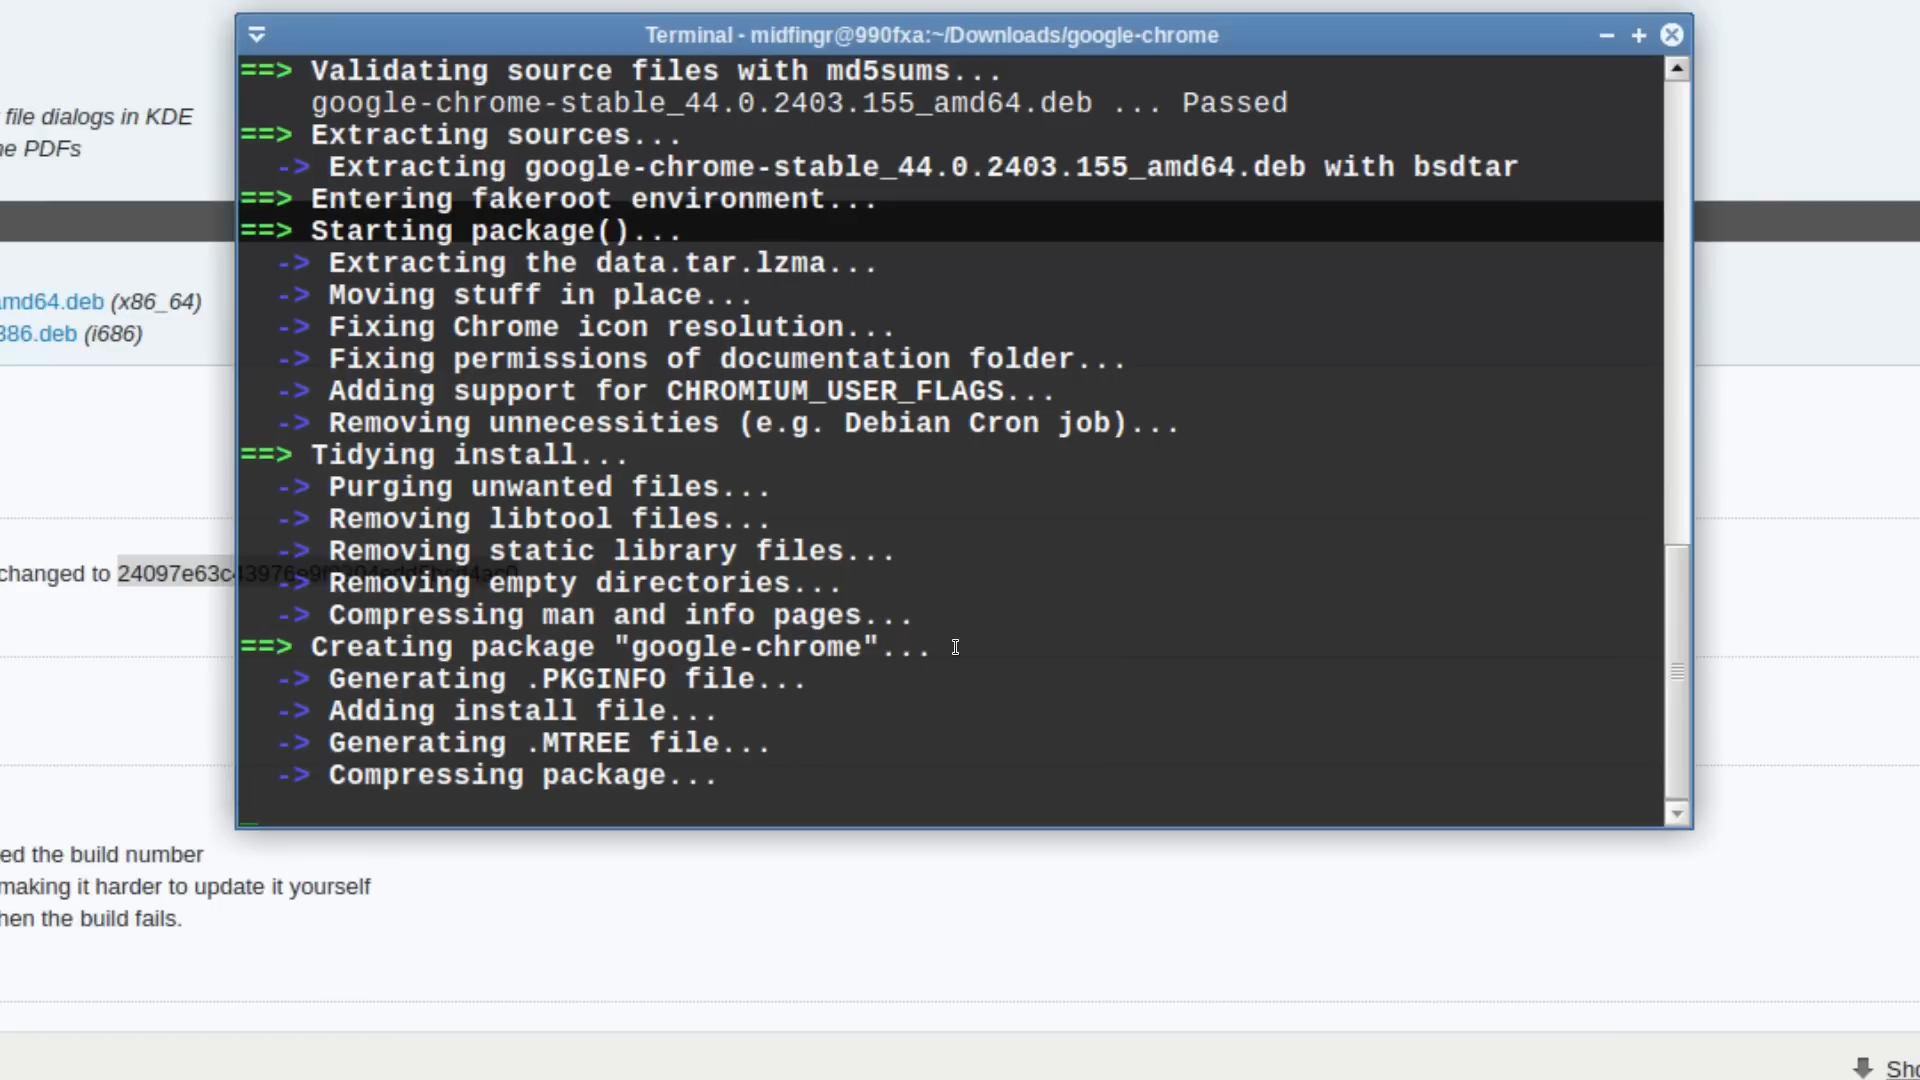 Terminal - midfingr@990fxa:~/Downloads/google-chrome
==> Validating source files with md5sums...
google-chrome-stable_44.0.2403.155_amd64.deb ... Passed
==> Extracting sources...
-> Extracting google-chrome-stable_44.0.2403.155_amd64.deb with bsdtar
==> Entering fakeroot environment...
==> Starting package()...
-> Extracting the data.tar.lzma...
-> Moving stuff in place...
-> Fixing Chrome icon resolution...
-> Fixing permissions of documentation folder...
-> Adding support for CHROMIUM_USER_FLAGS...
-> Removing unnecessities (e.g. Debian Cron job)...
==> Tidying install...
-> Purging unwanted files...
-> Removing libtool files...
-> Removing static library files...
-> Removing empty directories...
-> Compressing man and info pages...
==> Creating package "google-chrome"...
-> Generating .PKGINFO file...
-> Adding install file...
-> Generating .MTREE file...
-> Compressing package...
file dialogs in KDE
PDFs
amd64.deb (x86_64)
386.deb (i686)
changed to
ed the build number
making it harder to update it yourself
hen the build fails.